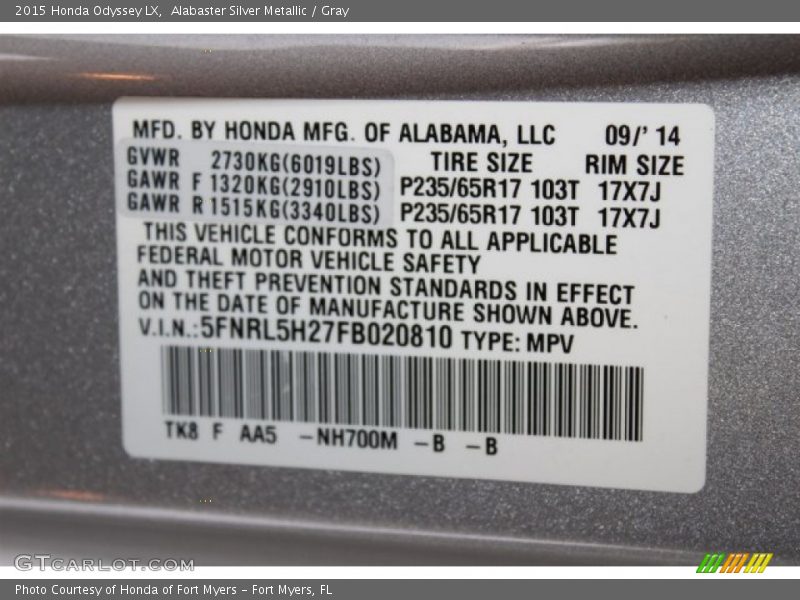 2015 Honda Odyssey LX, Alabaster Silver Metallic / Gray
MFD. BY HONDA MFG. OF ALABAMA, LLC 09/' 14
GVWR 2730KG(6019LBS) TIRE SIZE RIM SIZE
GAWR F 1320KG(2910LBS) P235/65R17 103T 17X7J
GAWR R 1515KG(3340LBS) P235/65R17 103T 17X7J
THIS VEHICLE CONFORMS TO ALL APPLICABLE
FEDERAL MOTOR VEHICLE SAFETY
AND THEFT PREVENTION STANDARDS IN EFFECT
ON THE DATE OF MANUFACTURE SHOWN ABOVE.
V.I.N.:5FNRL5H27FB020810 TYPE: MPV
TK8 F AA5 -NH700M -B -B
GTCARLOT.COM
Photo Courtesy of Honda of Fort Myers - Fort Myers, FL